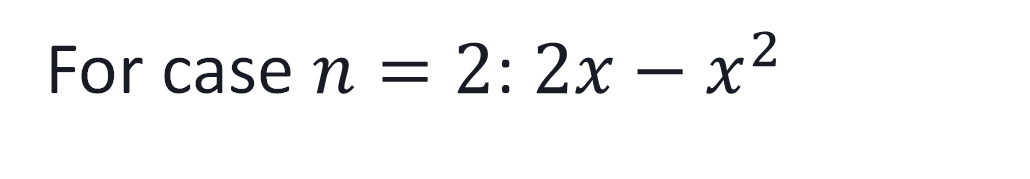 For case n = 2: 2x − x²